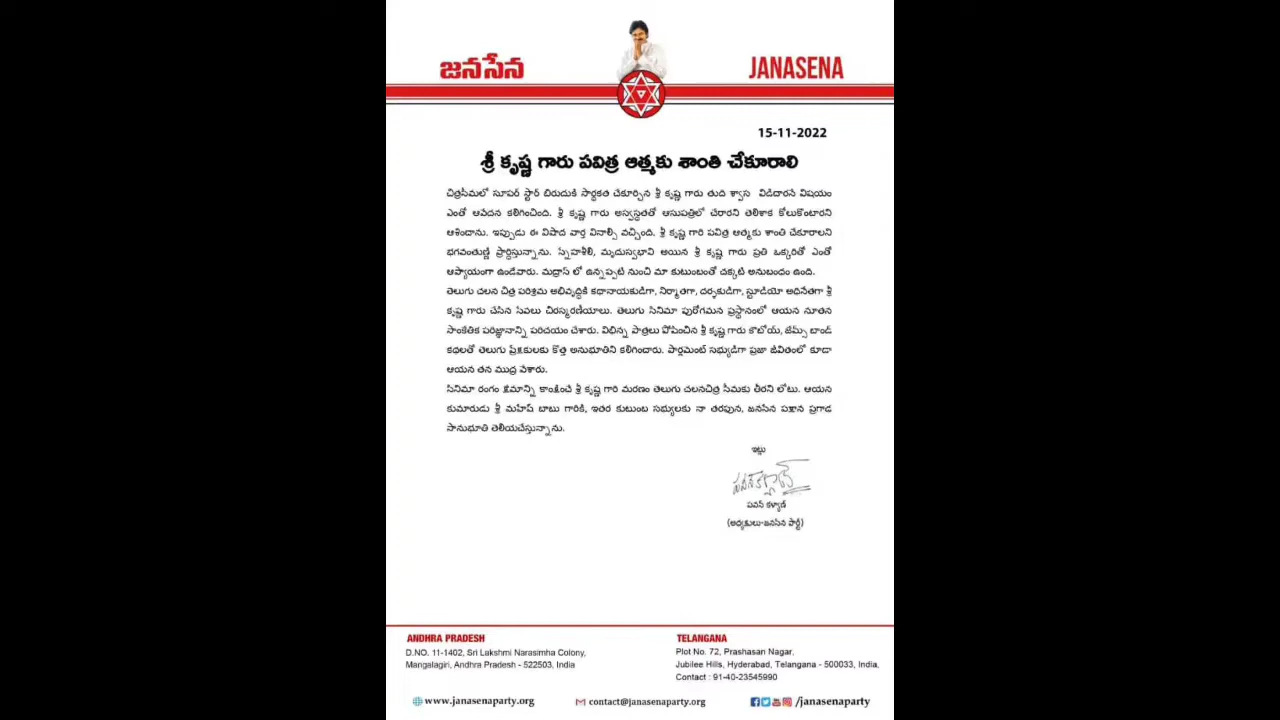 జనసేన
JANASENA
15-11-2022
శ్రీ కృష్ణ గారు పవిత్ర ఆత్మకు శాంతి చేకూరాలి
చిత్రసీమలో సూపర్ స్టార్ బిరుదుకి సార్థకత చేకూర్చిన శ్రీ కృష్ణ గారు తుది శ్వాస విడిచారనే విషయం
ఎంతో ఆవేదన కలిగించింది. శ్రీ కృష్ణ గారు అస్వస్థతతో ఆసుపత్రిలో చేరారని తెలిశాక కోలుకొంటారని
ఆశించాను. ఇప్పుడు ఈ విషాద వార్త వినాల్సి వచ్చింది. శ్రీ కృష్ణ గారి పవిత్ర ఆత్మకు శాంతి చేకూరాలని
భగవంతుణ్ణి ప్రార్థిస్తున్నాను. స్నేహశీలి, మృదుస్వభావి అయిన శ్రీ కృష్ణ గారు ప్రతి ఒక్కరితో ఎంతో
ఆప్యాయంగా ఉండేవారు. మద్రాస్ లో ఉన్నప్పటి నుంచి మా కుటుంబంతో చక్కటి అనుబంధం ఉంది.
తెలుగు చలన చిత్ర పరిశ్రమ అభివృద్ధికి కథానాయకుడిగా, నిర్మాతగా, దర్శకుడిగా, స్టూడియో అధినేతగా శ్రీ
కృష్ణ గారు చేసిన సేవలు చిరస్మరణీయాలు. తెలుగు సినిమా పురోగమన ప్రస్థానంలో ఆయన నూతన
సాంకేతిక పరిజ్ఞానాన్ని పరిచయం చేశారు. విభిన్న పాత్రలు పోషించిన శ్రీ కృష్ణ గారు కౌబోయ్, జేమ్స్ బాండ్
కథలతో తెలుగు ప్రేక్షకులకు కొత్త అనుభూతిని కలిగించారు. పార్లమెంట్ సభ్యుడిగా ప్రజా జీవితంలో కూడా
ఆయన తన ముద్ర వేశారు.
సినిమా రంగం క్షేమాన్ని కాంక్షించే శ్రీ కృష్ణ గారి మరణం తెలుగు చలనచిత్ర సీమకు తీరని లోటు. ఆయన
కుమారుడు శ్రీ మహేష్ బాబు గారికి, ఇతర కుటుంబ సభ్యులకు నా తరఫున, జనసేన పక్షాన ప్రగాఢ
సానుభూతి తెలియచేస్తున్నాను.
ఇట్లు
పవన్ కళ్యాణ్
పవన్ కళ్యాణ్
(అధ్యక్షులు-జనసేన పార్టీ)
ANDHRA PRADESH
D.NO. 11-1402, Sri Lakshmi Narasimha Colony,
Mangalagiri, Andhra Pradesh - 522503, India
TELANGANA
Plot No. 72, Prashasan Nagar,
Jubilee Hills, Hyderabad, Telangana - 500033, India,
Contact : 91-40-23545990
www.janasenaparty.org
contact@janasenaparty.org
/janasenaparty